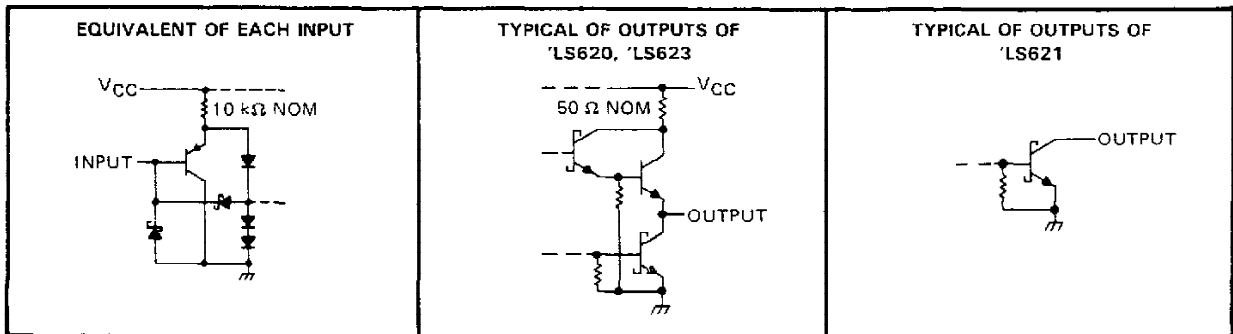 EQUIVALENT OF EACH INPUT
VCC
10 kΩ NOM
INPUT
TYPICAL OF OUTPUTS OF
'LS620, 'LS623
VCC
50 Ω NOM
OUTPUT
TYPICAL OF OUTPUTS OF
'LS621
OUTPUT